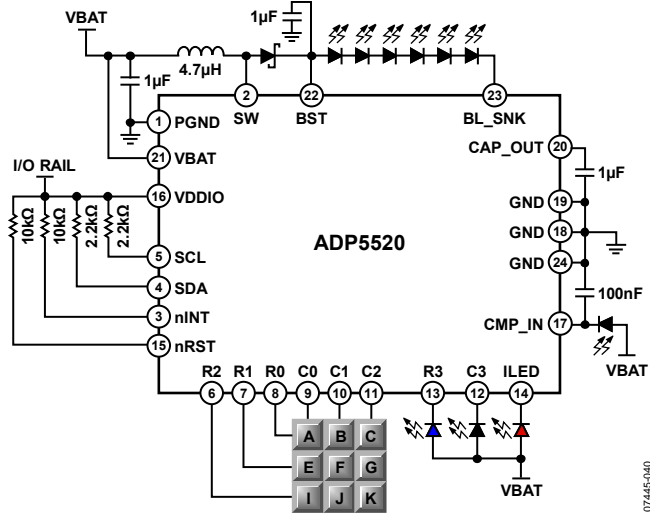 VBAT
1µF
4.7µH
1µF
2
22
23
SW
BST
BL_SNK
1
PGND
21
VBAT
I/O RAIL
16
VDDIO
10kΩ
10kΩ
2.2kΩ
2.2kΩ
5
SCL
4
SDA
3
nINT
15
nRST
ADP5520
CAP_OUT
20
1µF
GND
19
GND
18
GND
24
100nF
CMP_IN
17
VBAT
R2
R1
R0
C0
C1
C2
R3
C3
ILED
6
7
8
9
10
11
13
12
14
A
B
C
E
F
G
I
J
K
VBAT
07445-040